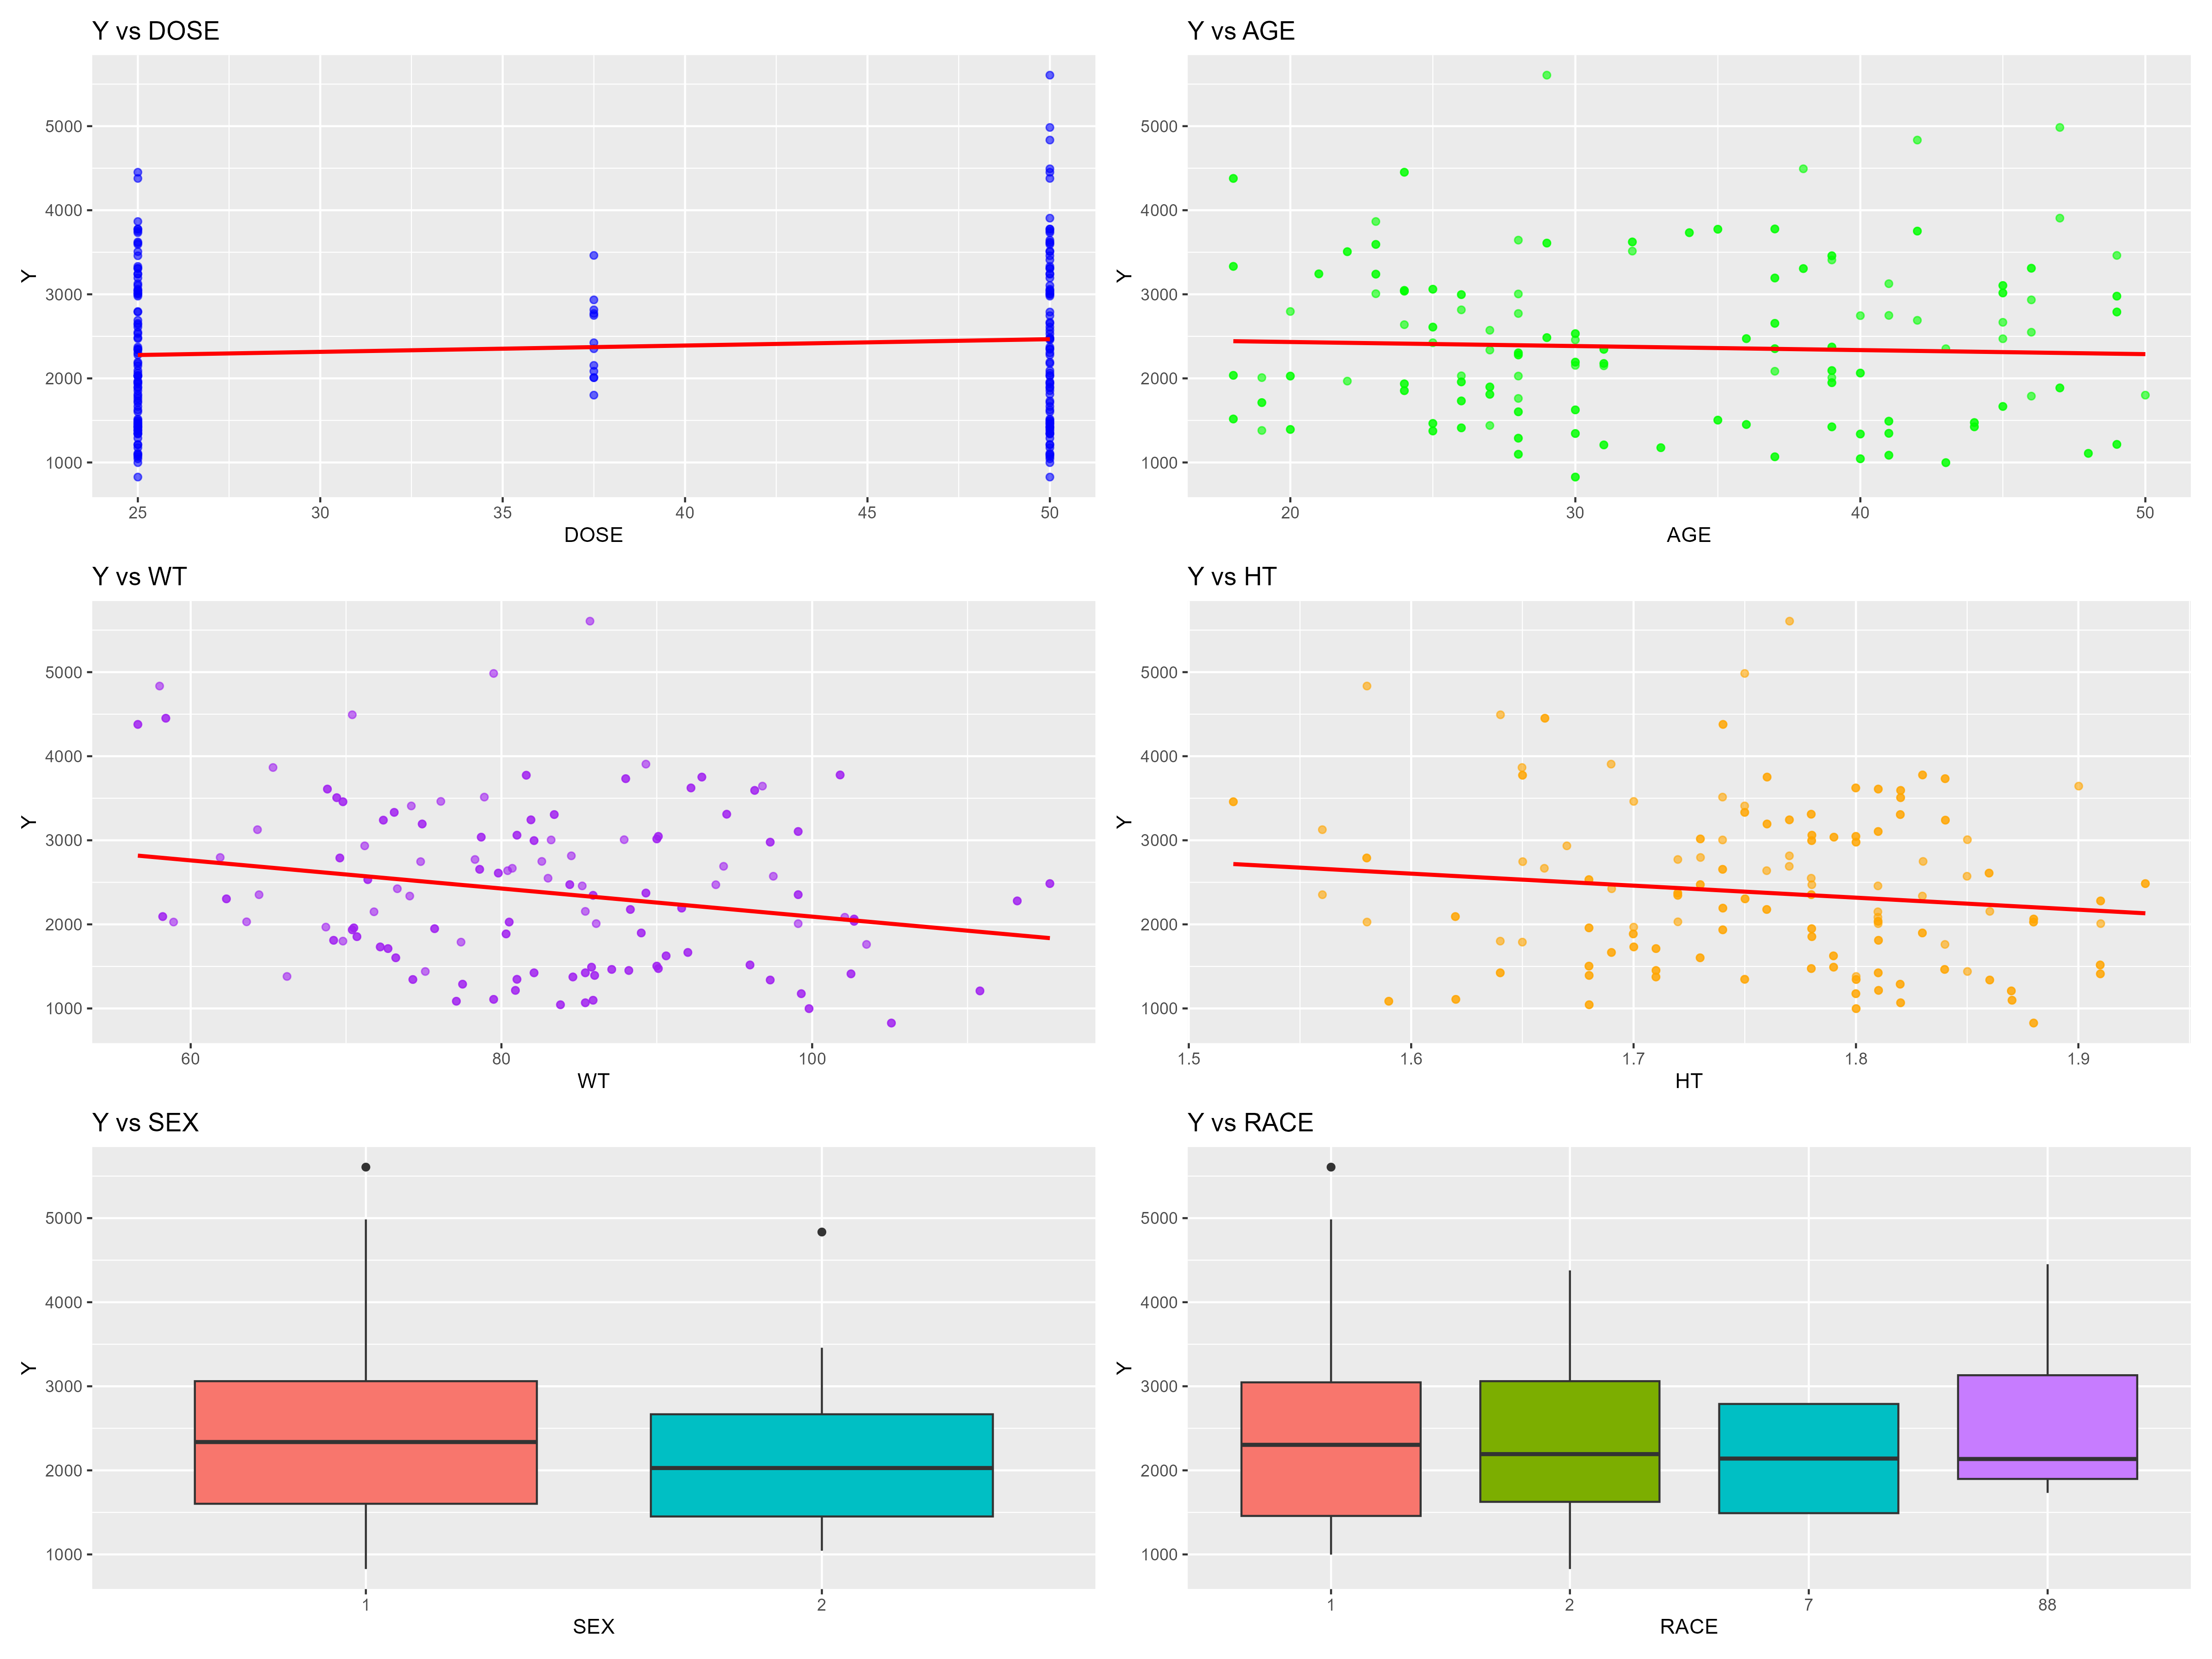 Y vs DOSE
Y
5000
4000
3000
2000
1000
25 30 35 40 45 50
DOSE
Y vs AGE
Y
5000
4000
3000
2000
1000
20 30 40 50
AGE
Y vs WT
Y
5000
4000
3000
2000
1000
60 80 100
WT
Y vs HT
Y
5000
4000
3000
2000
1000
1.5 1.6 1.7 1.8 1.9
HT
Y vs SEX
Y
5000
4000
3000
2000
1000
1 2
SEX
Y vs RACE
Y
5000
4000
3000
2000
1000
1 2 7 88
RACE